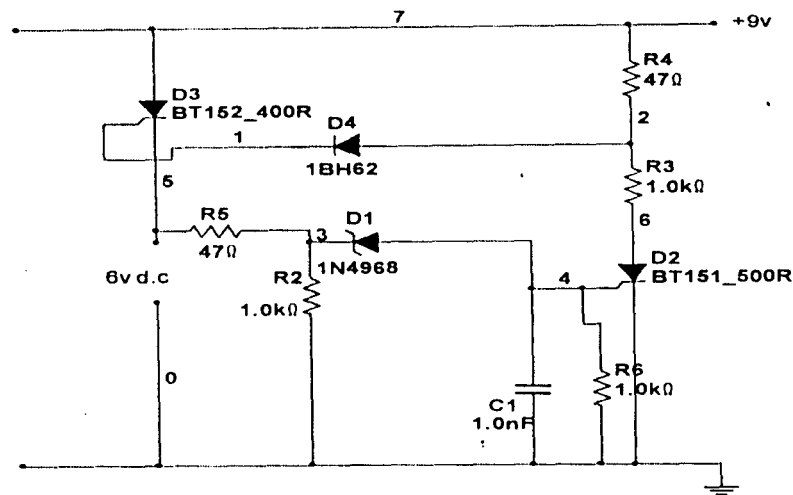 7
+9v
R4
47Ω
D3
BT152_400R
2
D4
1
1BH62
R3
1.0kΩ
5
6
R5
D1
3
47Ω
1N4968
D2
BT151_500R
R2
4
6v d.c
1.0kΩ
0
R6
1.0kΩ
C1
1.0nF